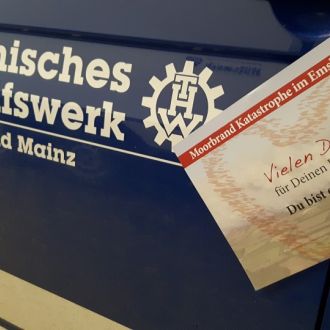 nisches
fswerk
d Mainz
THW
Moorbrand Katastrophe im Ems
Vielen D
für Deinen
Du bist